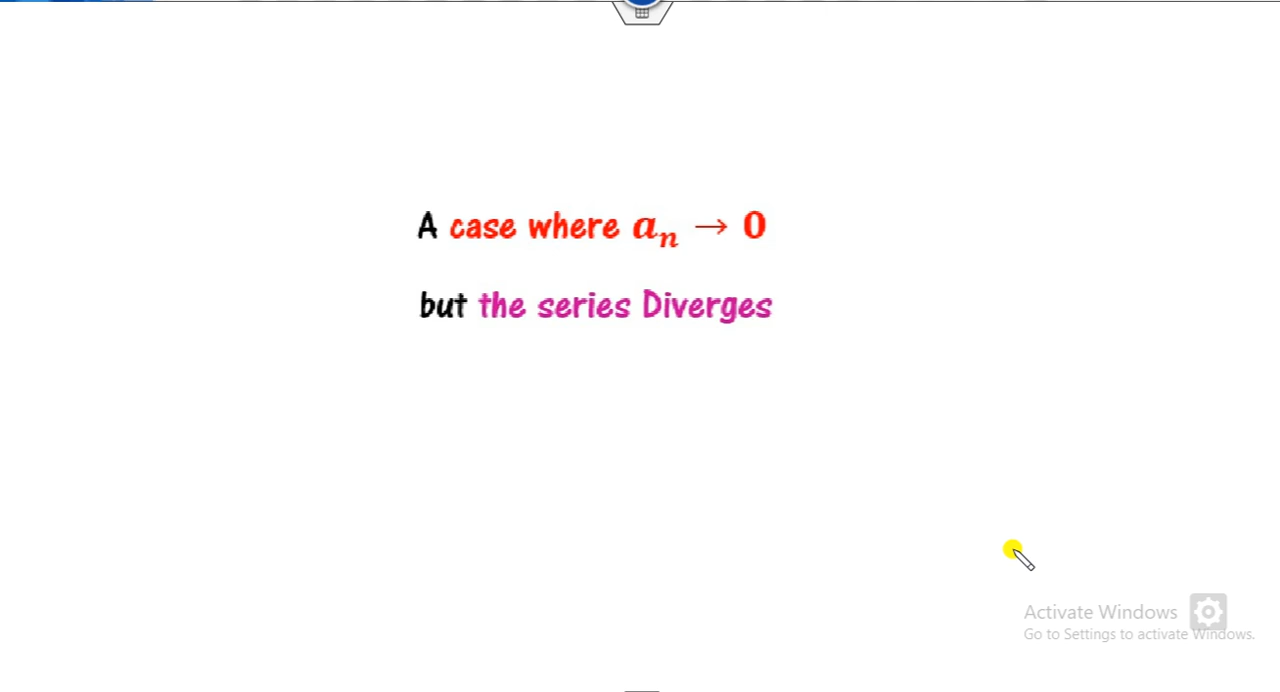 A case where aₙ → 0
but the series Diverges
Activate Windows
Go to Settings to activate Windows.